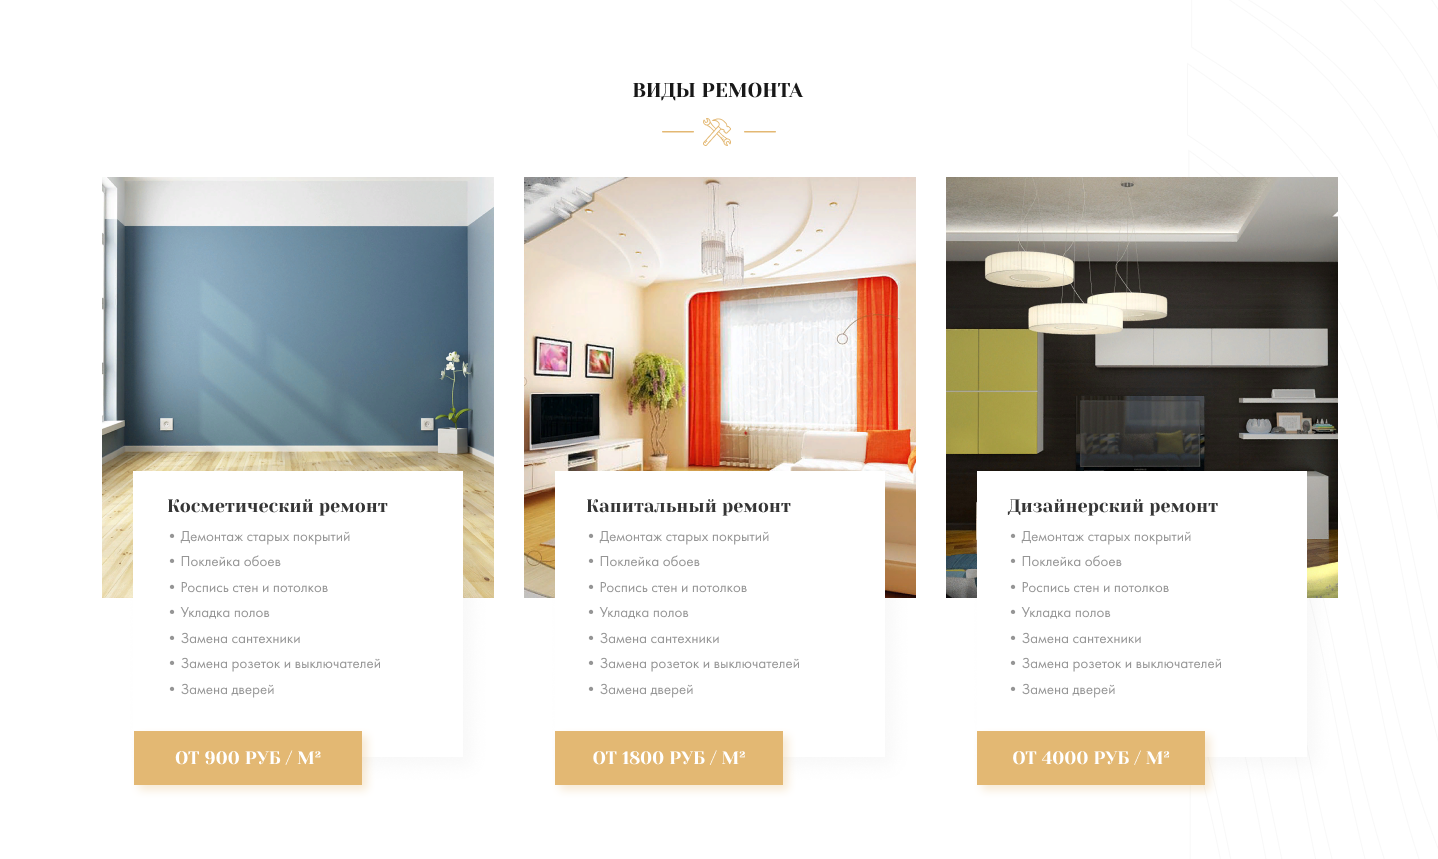 ВИДЫ РЕМОНТА
Косметический ремонт
• Демонтаж старых покрытий
• Поклейка обоев
• Роспись стен и потолков
• Укладка полов
• Замена сантехники
• Замена розеток и выключателей
• Замена дверей
ОТ 900 РУБ / М²
Капитальный ремонт
• Демонтаж старых покрытий
• Поклейка обоев
• Роспись стен и потолков
• Укладка полов
• Замена сантехники
• Замена розеток и выключателей
• Замена дверей
ОТ 1800 РУБ / М²
Дизайнерский ремонт
• Демонтаж старых покрытий
• Поклейка обоев
• Роспись стен и потолков
• Укладка полов
• Замена сантехники
• Замена розеток и выключателей
• Замена дверей
ОТ 4000 РУБ / М²